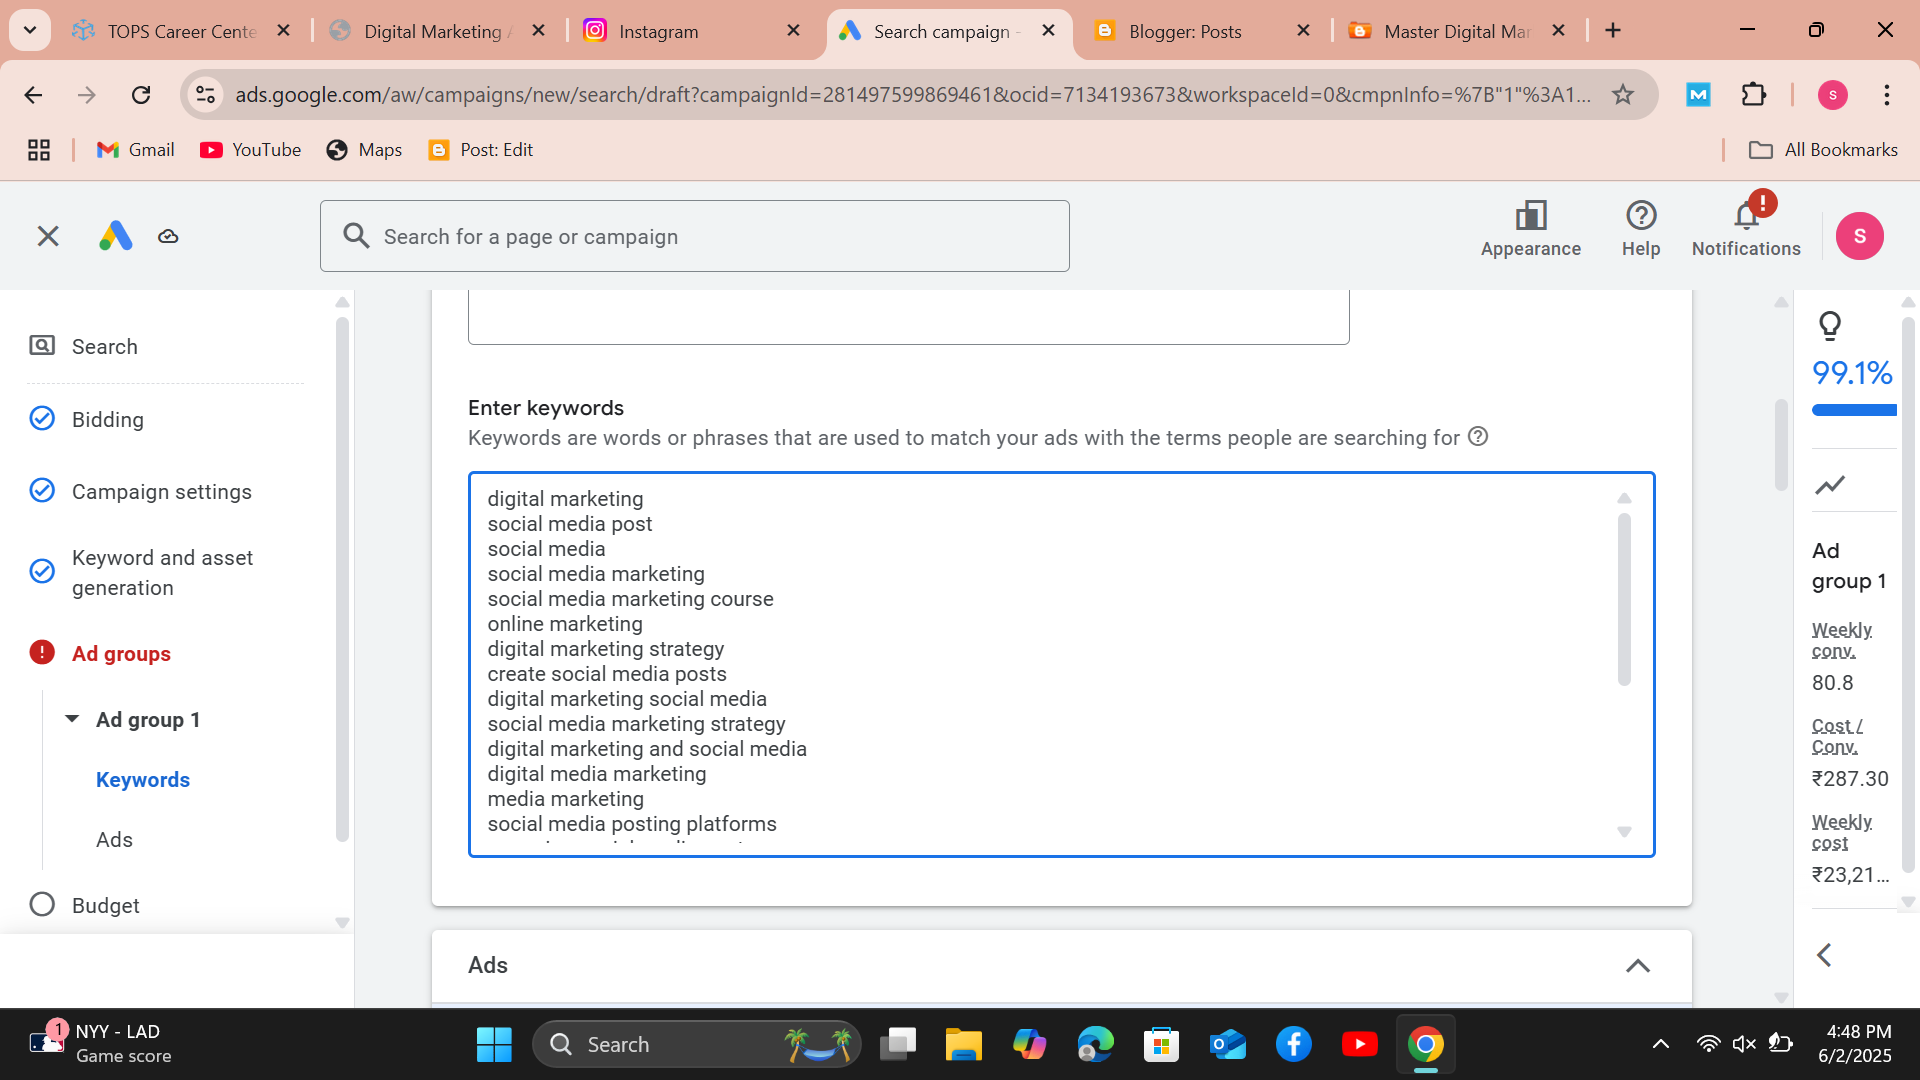 TOPS Career Cente
Digital Marketing
Instagram
Search campaign -
Blogger: Posts
Master Digital Mar
ads.google.com/aw/campaigns/new/search/draft?campaignId=281497599869461&ocid=7134193673&workspaceId=0&cmpnInfo=%7B"1"%3A1...
Gmail
YouTube
Maps
Post: Edit
All Bookmarks
Search for a page or campaign
Appearance
Help
Notifications
S
Search
Bidding
Campaign settings
Keyword and asset
generation
Ad groups
Ad group 1
Keywords
Ads
Budget
Enter keywords
Keywords are words or phrases that are used to match your ads with the terms people are searching for
digital marketing
social media post
social media
social media marketing
social media marketing course
online marketing
digital marketing strategy
create social media posts
digital marketing social media
social media marketing strategy
digital marketing and social media
digital media marketing
media marketing
social media posting platforms
Ads
99.1%
Ad
group 1
Weekly
conv.
80.8
Cost /
Conv.
₹287.30
Weekly
cost
₹23,21...
1
NYY - LAD
Game score
Search
4:48 PM
6/2/2025